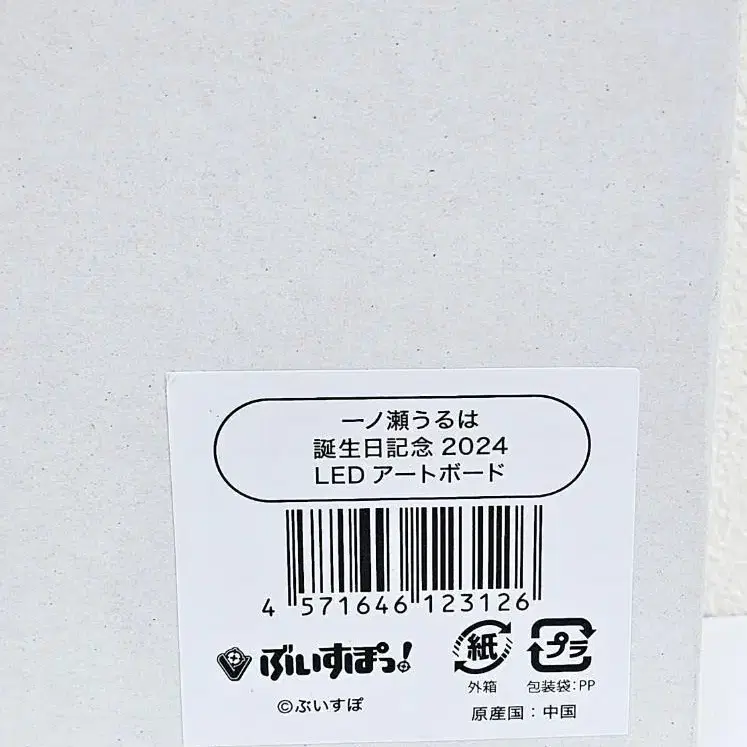 一ノ瀬うるは
誕生日記念 2024
LED アートボード
4 571646 123126
ぶいすぽっ!
©ぶいすぽ
紙
外箱
プラ
包装袋:PP
原産国:中国